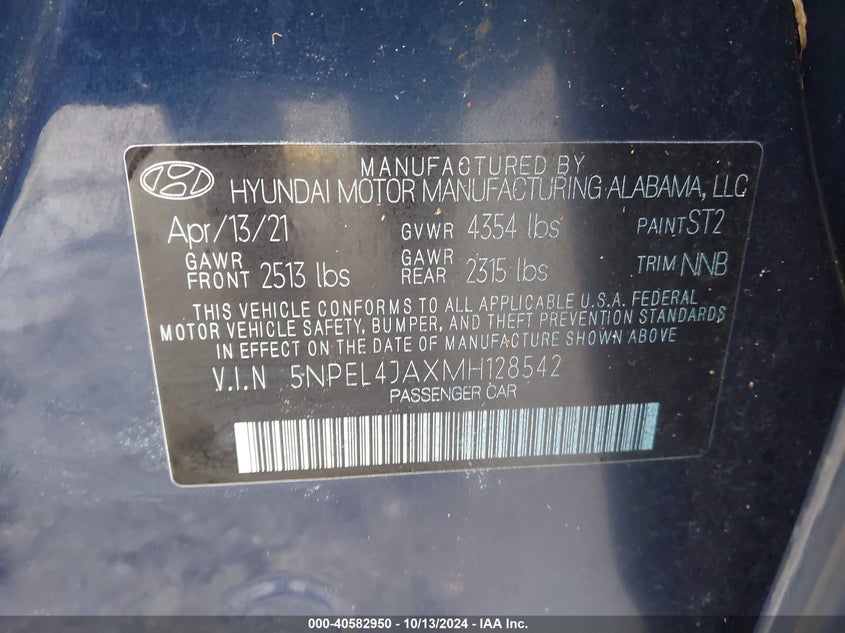 MANUFACTURED BY
HYUNDAI MOTOR MANUFACTURING ALABAMA, LLC
Apr/13/21 GVWR 4354 lbs PAINT ST2
GAWR FRONT 2513 lbs GAWR REAR 2315 lbs TRIM NNB
THIS VEHICLE CONFORMS TO ALL APPLICABLE U.S.A. FEDERAL
MOTOR VEHICLE SAFETY, BUMPER, AND THEFT PREVENTION STANDARDS
IN EFFECT ON THE DATE OF MANUFACTURE SHOWN ABOVE
V.I.N 5NPEL4JAXMH128542
PASSENGER CAR
000-40582950 | 10/13/2024 - IAA Inc.